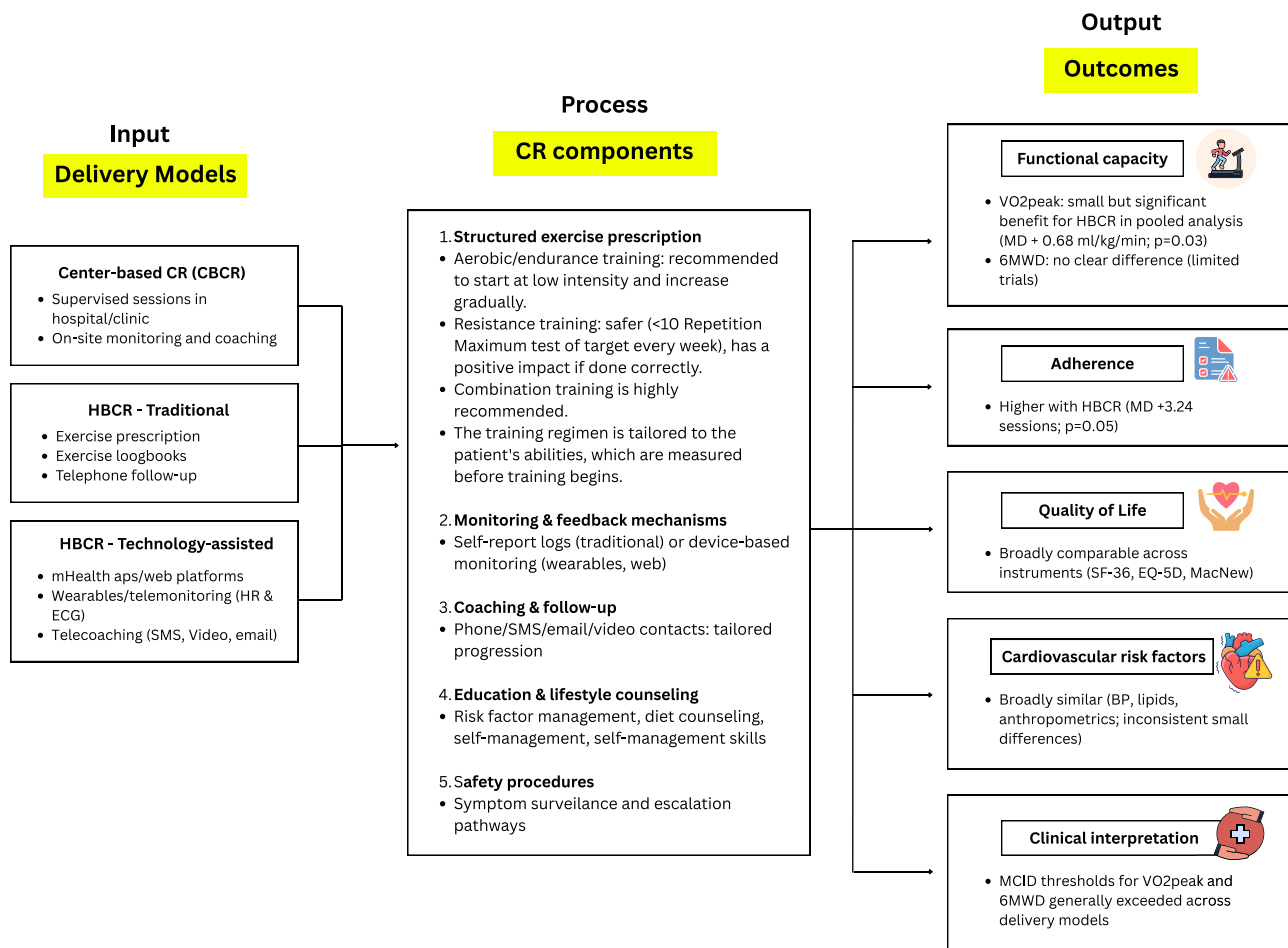 Input
Delivery Models
Center-based CR (CBCR)
• Supervised sessions in
hospital/clinic
• On-site monitoring and coaching
HBCR - Traditional
• Exercise prescription
• Exercise loogbooks
• Telephone follow-up
HBCR - Technology-assisted
• mHealth aps/web platforms
• Wearables/telemonitoring (HR &
ECG)
• Telecoaching (SMS, Video, email)
Process
CR components
1. Structured exercise prescription
• Aerobic/endurance training: recommended
to start at low intensity and increase
gradually.
• Resistance training: safer (<10 Repetition
Maximum test of target every week), has a
positive impact if done correctly.
• Combination training is highly
recommended.
• The training regimen is tailored to the
patient's abilities, which are measured
before training begins.
2. Monitoring & feedback mechanisms
• Self-report logs (traditional) or device-based
monitoring (wearables, web)
3. Coaching & follow-up
• Phone/SMS/email/video contacts: tailored
progression
4. Education & lifestyle counseling
• Risk factor management, diet counseling,
self-management, self-management skills
5. Safety procedures
• Symptom surveilance and escalation
pathways
Output
Outcomes
Functional capacity
• VO2peak: small but significant
benefit for HBCR in pooled analysis
(MD + 0.68 ml/kg/min; p=0.03)
• 6MWD: no clear difference (limited
trials)
Adherence
• Higher with HBCR (MD +3.24
sessions; p=0.05)
Quality of Life
• Broadly comparable across
instruments (SF-36, EQ-5D, MacNew)
Cardiovascular risk factors
• Broadly similar (BP, lipids,
anthropometrics; inconsistent small
differences)
Clinical interpretation
• MCID thresholds for VO2peak and
6MWD generally exceeded across
delivery models